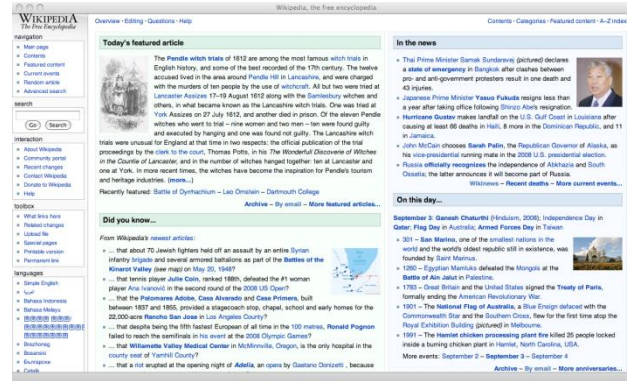 Wikipedia, the free encyclopedia
WIKIPEDIA
The Free Encyclopedia
navigation
Main page
Contents
Featured content
Current events
Random article
Advanced search
search
Go Search
interaction
About Wikipedia
Community portal
Recent changes
Contact Wikipedia
Donate to Wikipedia
Help
toolbox
What links here
Related changes
Upload file
Special pages
Printable version
Permanent link
languages
Simple English
العربية
Bahasa Indonesia
Bahasa Melayu
Brezhoneg
Bosanski
Български
Català
Overview · Editing · Questions · Help
Contents · Categories · Featured content · A–Z index
Today's featured article
The Pendle witch trials of 1612 are among the most famous witch trials in
English history, and some of the best recorded of the 17th century. The twelve
accused lived in the area around Pendle Hill in Lancashire, and were charged
with the murders of ten people by the use of witchcraft. All but two were tried at
Lancaster Assizes 17–19 August 1612 along with the Samlesbury witches and
others, in what became known as the Lancashire witch trials. One was tried at
York Assizes on 27 July 1612, and another died in prison. Of the eleven Pendle
witches who went to trial – nine women and two men – ten were found guilty
and executed by hanging and one was found not guilty. The Lancashire witch
trials were unusual for England at that time in two respects: the official publication of the trial
proceedings by the clerk to the court, Thomas Potts, in his The Wonderfull Discoverie of Witches
in the Countie of Lancaster, and in the number of witches hanged together: ten at Lancaster and
one at York. In more recent times, the witches have become the inspiration for Pendle's tourism
and heritage industries. (more...)
Recently featured: Battle of Dyrrhachium – Leo Ornstein – Dartmouth College
Archive – By email – More featured articles...
Did you know...
From Wikipedia's newest articles:
... that about 70 Jewish fighters held off an assault by an entire Syrian
infantry brigade and several armored battalions as part of the Battles of the
Kinarot Valley (see map) on May 20, 1948?
... that tennis player Julie Coin, ranked 188th, defeated the #1 woman
player Ana Ivanović in the second round of the 2008 US Open?
... that the Palomares Adobe, Casa Alvarado and Casa Primera, built
between 1837 and 1855, provided a stagecoach stop, chapel, school and early homes for the
22,000-acre Rancho San Jose in Los Angeles County?
... that despite being the fifth fastest European of all time in the 100 metres, Ronald Pognon
failed to reach the semifinals in his event at the 2008 Olympic Games?
... that Willamette Valley Medical Center in McMinnville, Oregon, is the only hospital in the
county seat of Yamhill County?
... that a riot erupted at the opening night of Adelia, an opera by Gaetano Donizetti, because
In the news
Thai Prime Minister Samak Sundaravej (pictured) declares
a state of emergency in Bangkok after clashes between
pro- and anti-government protesters result in one death and
43 injuries.
Japanese Prime Minister Yasuo Fukuda resigns less than
a year after taking office following Shinzo Abe's resignation.
Hurricane Gustav makes landfall on the U.S. Gulf Coast in Louisiana after
causing at least 86 deaths in Haiti, 8 more in the Dominican Republic, and 11
in Jamaica.
John McCain chooses Sarah Palin, the Republican Governor of Alaska, as
his vice-presidential running mate in the 2008 U.S. presidential election.
Russia officially recognizes the independence of Abkhazia and South
Ossetia; the latter announces it will become part of Russia.
Wikinews – Recent deaths – More current events...
On this day...
September 3: Ganesh Chaturthi (Hinduism, 2008); Independence Day in
Qatar; Flag Day in Australia; Armed Forces Day in Taiwan
301 – San Marino, one of the smallest nations in the
world and the world's oldest republic still in existence, was
founded by Saint Marinus.
1260 – Egyptian Mamluks defeated the Mongols at the
Battle of Ain Jalut in Palestine.
1783 – Great Britain and the United States signed the Treaty of Paris,
formally ending the American Revolutionary War.
1901 – The National Flag of Australia, a Blue Ensign defaced with the
Commonwealth Star and the Southern Cross, flew for the first time atop the
Royal Exhibition Building (pictured) in Melbourne.
1991 – The Hamlet chicken processing plant fire killed 25 people locked
inside a burning chicken plant in Hamlet, North Carolina, USA.
More events: September 2 – September 3 – September 4
Archive – By email – More anniversaries...